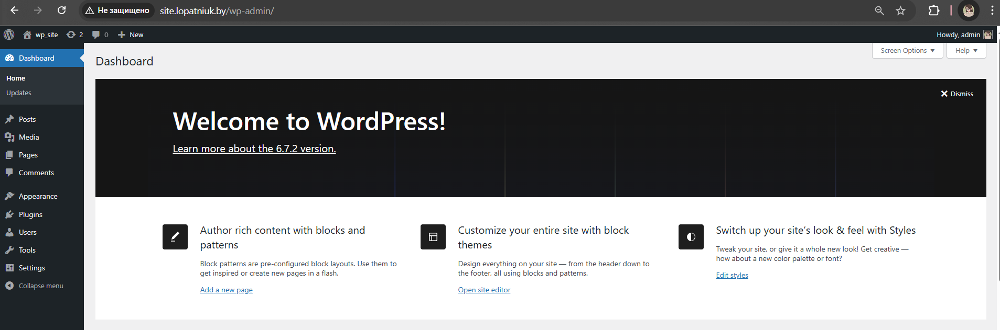 Не защищено site.lopatniuk.by/wp-admin/
wp_site 2 0 New Howdy, admin
Dashboard
Home
Updates
Posts
Media
Pages
Comments
Appearance
Plugins
Users
Tools
Settings
Collapse menu
Screen Options Help
Dashboard
Dismiss
Welcome to WordPress!
Learn more about the 6.7.2 version.
Author rich content with blocks and
patterns
Block patterns are pre-configured block layouts. Use them to
get inspired or create new pages in a flash.
Add a new page
Customize your entire site with block
themes
Design everything on your site — from the header down to
the footer, all using blocks and patterns.
Open site editor
Switch up your site’s look & feel with Styles
Tweak your site, or give it a whole new look! Get creative —
how about a new color palette or font?
Edit styles